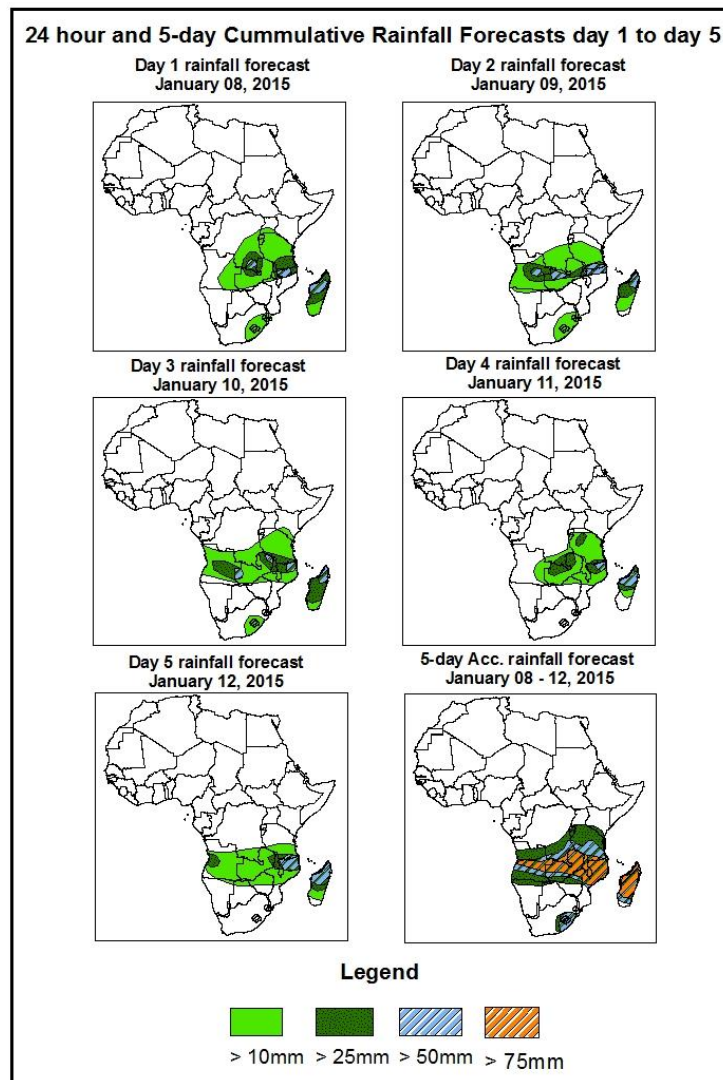 24 hour and 5-day Cummulative Rainfall Forecasts day 1 to day 5
Day 1 rainfall forecast
January 08, 2015
Day 2 rainfall forecast
January 09, 2015
Day 3 rainfall forecast
January 10, 2015
Day 4 rainfall forecast
January 11, 2015
Day 5 rainfall forecast
January 12, 2015
5-day Acc. rainfall forecast
January 08 - 12, 2015
Legend
> 10mm > 25mm > 50mm > 75mm